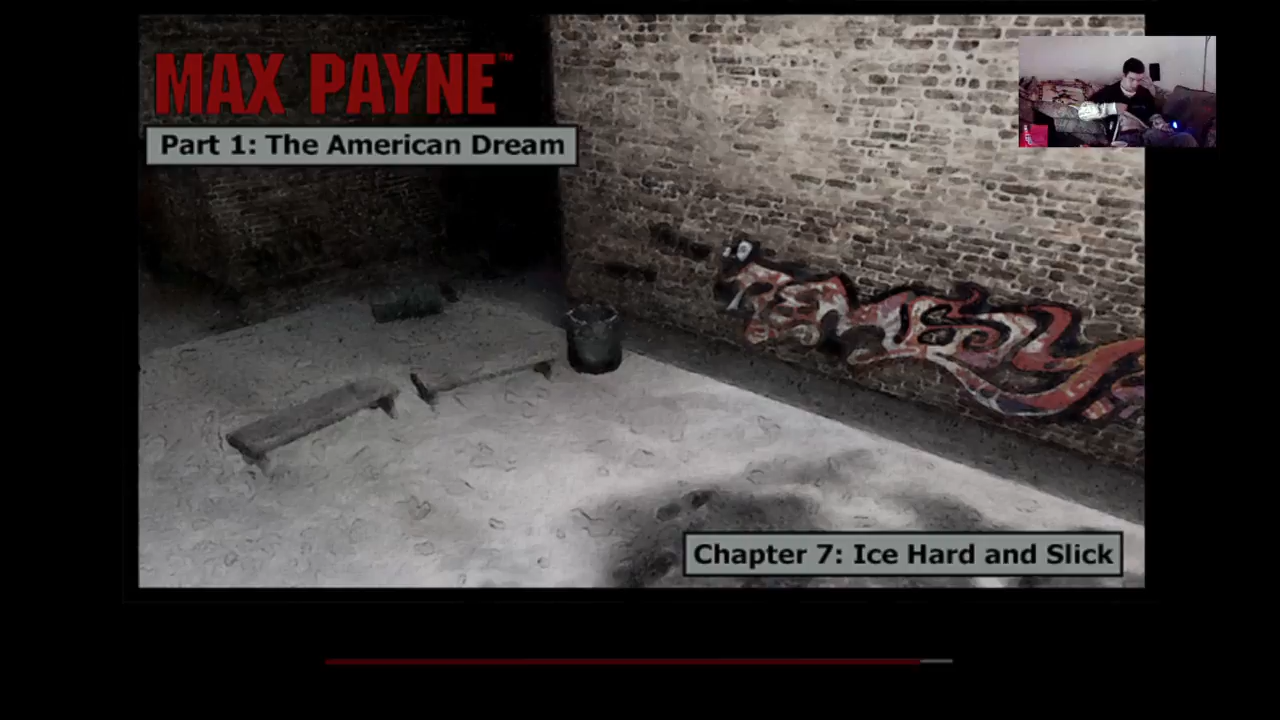 MAX PAYNE™
Part 1: The American Dream
Chapter 7: Ice Hard and Slick